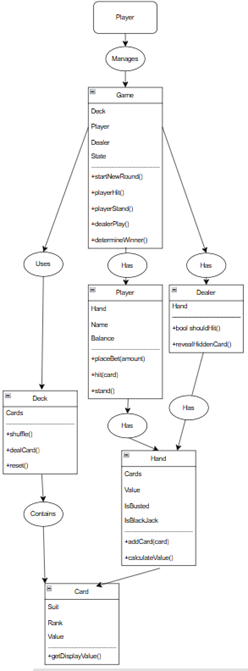 Player
Manages
Game
Deck
Player
Dealer
State
+startNewRound()
+playerHit()
+playerStand()
+dealerPlay()
+determineWinner()
Uses
Has
Has
Player
Hand
Name
Balance
+placeBet(amount)
+hit(card)
+stand()
Dealer
Hand
+bool shouldHit()
+revealHiddenCard()
Deck
Cards
+shuffle()
+dealCard()
+reset()
Has
Has
Hand
Cards
Value
IsBusted
IsBlackJack
+addCard(card)
+calculateValue()
Contains
Card
Suit
Rank
Value
+getDisplayValue()